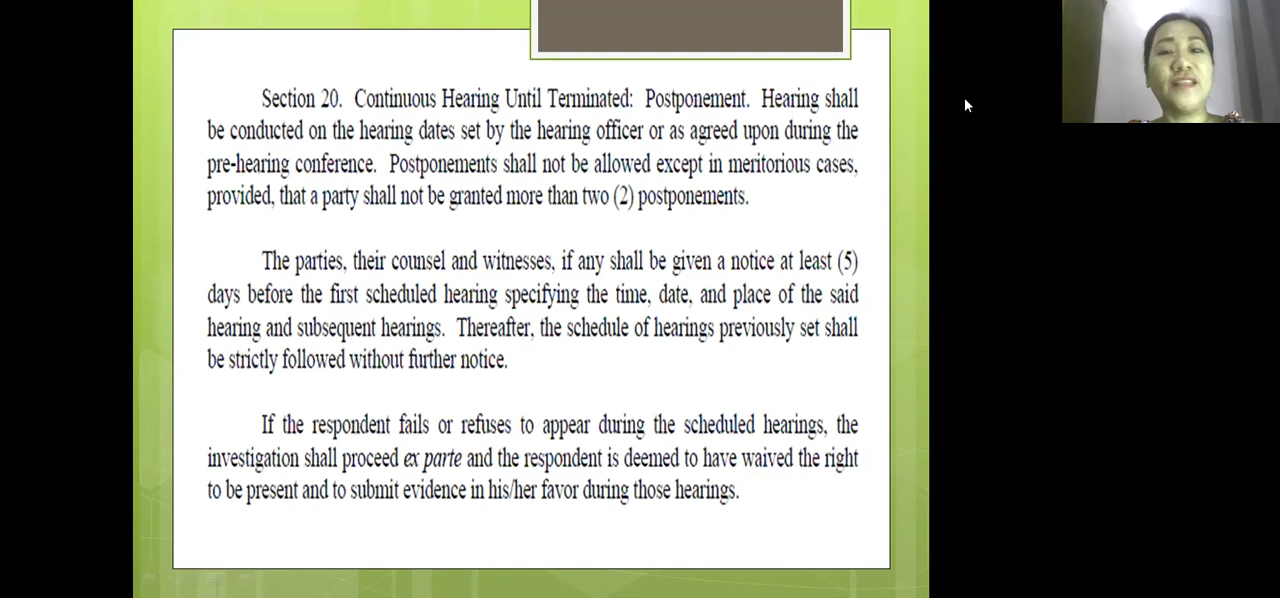 Section 20. Continuous Hearing Until Terminated: Postponement. Hearing shall
be conducted on the hearing dates set by the hearing officer or as agreed upon during the
pre-hearing conference. Postponements shall not be allowed except in meritorious cases,
provided, that a party shall not be granted more than two (2) postponements.
The parties, their counsel and witnesses, if any shall be given a notice at least (5)
days before the first scheduled hearing specifying the time, date, and place of the said
hearing and subsequent hearings. Thereafter, the schedule of hearings previously set shall
be strictly followed without further notice.
If the respondent fails or refuses to appear during the scheduled hearings, the
investigation shall proceed ex parte and the respondent is deemed to have waived the right
to be present and to submit evidence in his/her favor during those hearings.